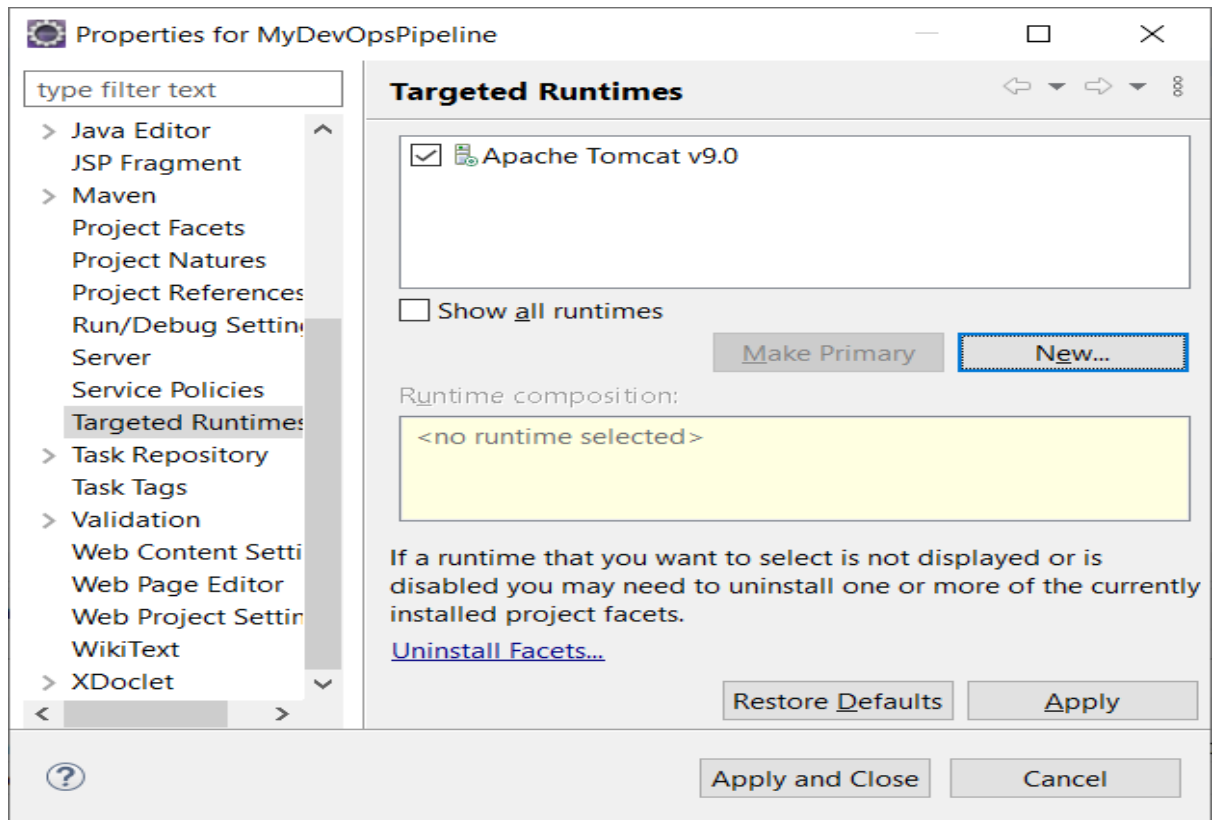 Properties for MyDevOpsPipeline
type filter text
Java Editor
JSP Fragment
Maven
Project Facets
Project Natures
Project References
Run/Debug Settin
Server
Service Policies
Targeted Runtimes
Task Repository
Task Tags
Validation
Web Content Setti
Web Page Editor
Web Project Settin
WikiText
XDoclet
Targeted Runtimes
Apache Tomcat v9.0
Show all runtimes
Make Primary
New...
Runtime composition:
<no runtime selected>
If a runtime that you want to select is not displayed or is
disabled you may need to uninstall one or more of the currently
installed project facets.
Uninstall Facets...
Restore Defaults
Apply
Apply and Close
Cancel